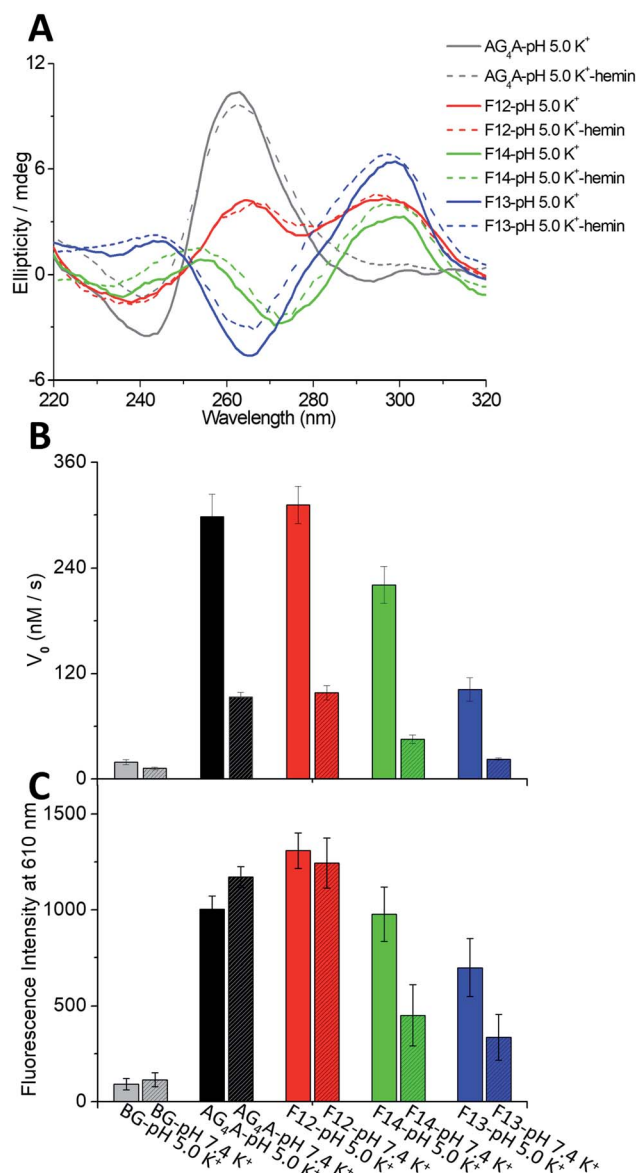 A
AG₄A-pH 5.0 K⁺
AG₄A-pH 5.0 K⁺-hemin
F12-pH 5.0 K⁺
F12-pH 5.0 K⁺-hemin
F14-pH 5.0 K⁺
F14-pH 5.0 K⁺-hemin
F13-pH 5.0 K⁺
F13-pH 5.0 K⁺-hemin
Ellipticity / mdeg
12
6
0
-6
220
240
260
280
300
320
Wavelength (nm)
B
V₀ (nM / s)
360
240
120
0
C
Fluorescence Intensity at 610 nm
1500
1000
500
0
BG-pH 5.0 K⁺
BG-pH 7.4 K⁺
AG₄A-pH 5.0 K⁺
AG₄A-pH 7.4 K⁺
F12-pH 5.0 K⁺
F12-pH 7.4 K⁺
F14-pH 5.0 K⁺
F14-pH 7.4 K⁺
F13-pH 5.0 K⁺
F13-pH 7.4 K⁺